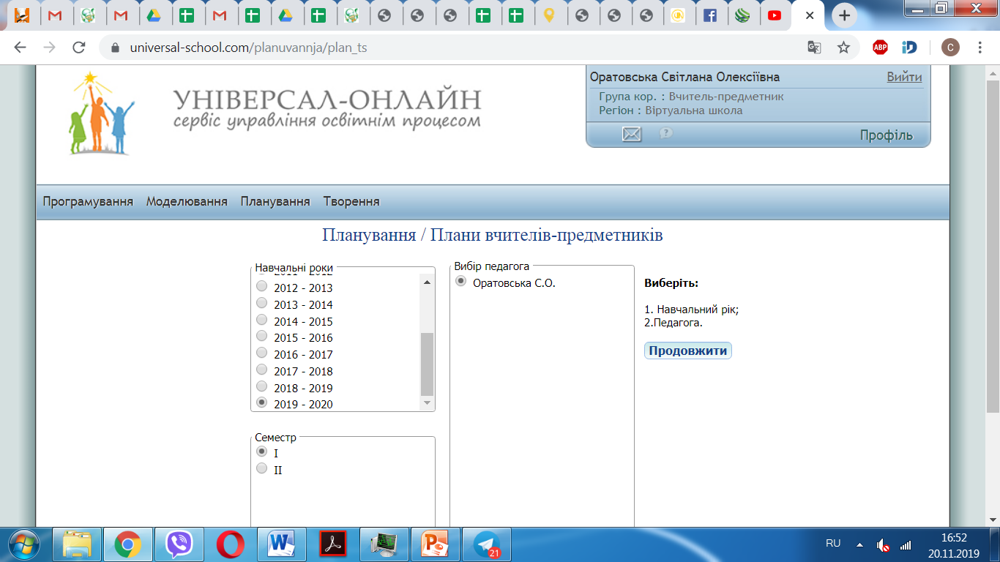 universal-school.com/planuvannja/plan_ts
ABP
C
УНІВЕРСАЛ-ОНЛАЙН
сервіс управління освітнім процесом
Оратовська Світлана Олексіївна Вийти
Група кор. : Вчитель-предметник
Регіон : Віртуальна школа
Профіль
Програмування Моделювання Планування Творення
Планування / Плани вчителів-предметників
Навчальні роки
2011 - 2012
2012 - 2013
2013 - 2014
2014 - 2015
2015 - 2016
2016 - 2017
2017 - 2018
2018 - 2019
2019 - 2020
Семестр
I
II
Вибір педагога
Оратовська С.О.
Виберіть:
1. Навчальний рік;
2.Педагога.
Продовжити
21
RU
16:52
20.11.2019